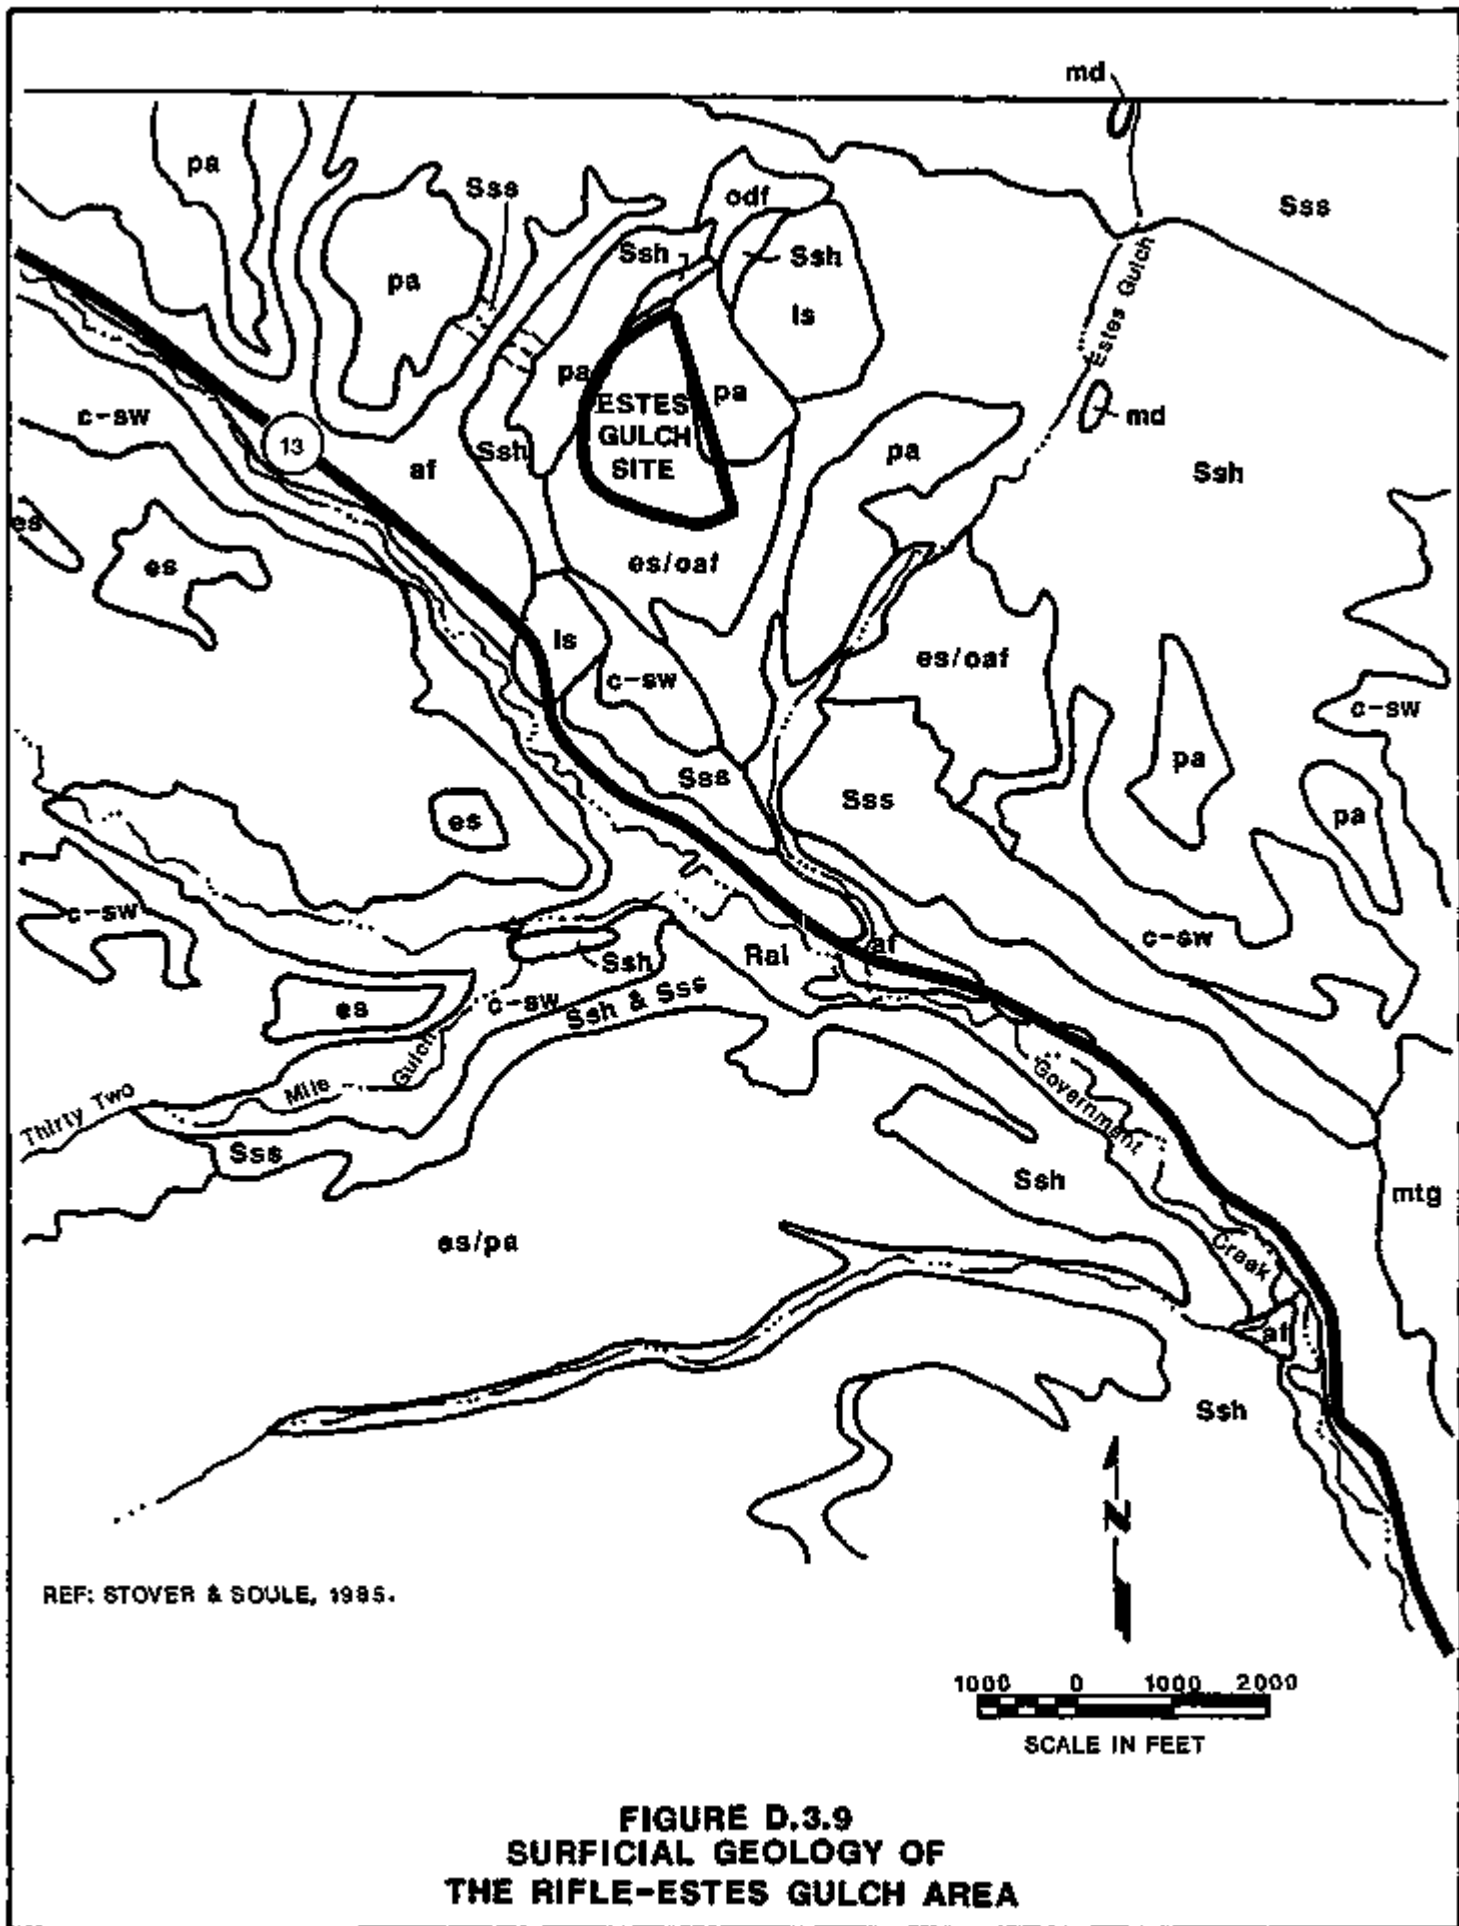 md
pa
Sss
odf
Sss
Ssh
Ssh
pa
ls
Estes Gulch
pa
pa
c-sw
md
13
ESTES
GULCH
SITE
af
Ssh
pa
Ssh
es
es
es/oaf
ls
c-sw
es/oaf
c-sw
Sss
Sss
pa
pa
es
c-sw
c-sw
Ral
af
Ssh
es
c-sw
Ssh & Sss
Thirty Two
Mile
Gulch
Government
Creek
Sss
Ssh
mtg
es/pa
af
Ssh
N
REF: STOVER & SOULE, 1985.
1000 0 1000 2000
SCALE IN FEET
FIGURE D.3.9
SURFICIAL GEOLOGY OF
THE RIFLE-ESTES GULCH AREA